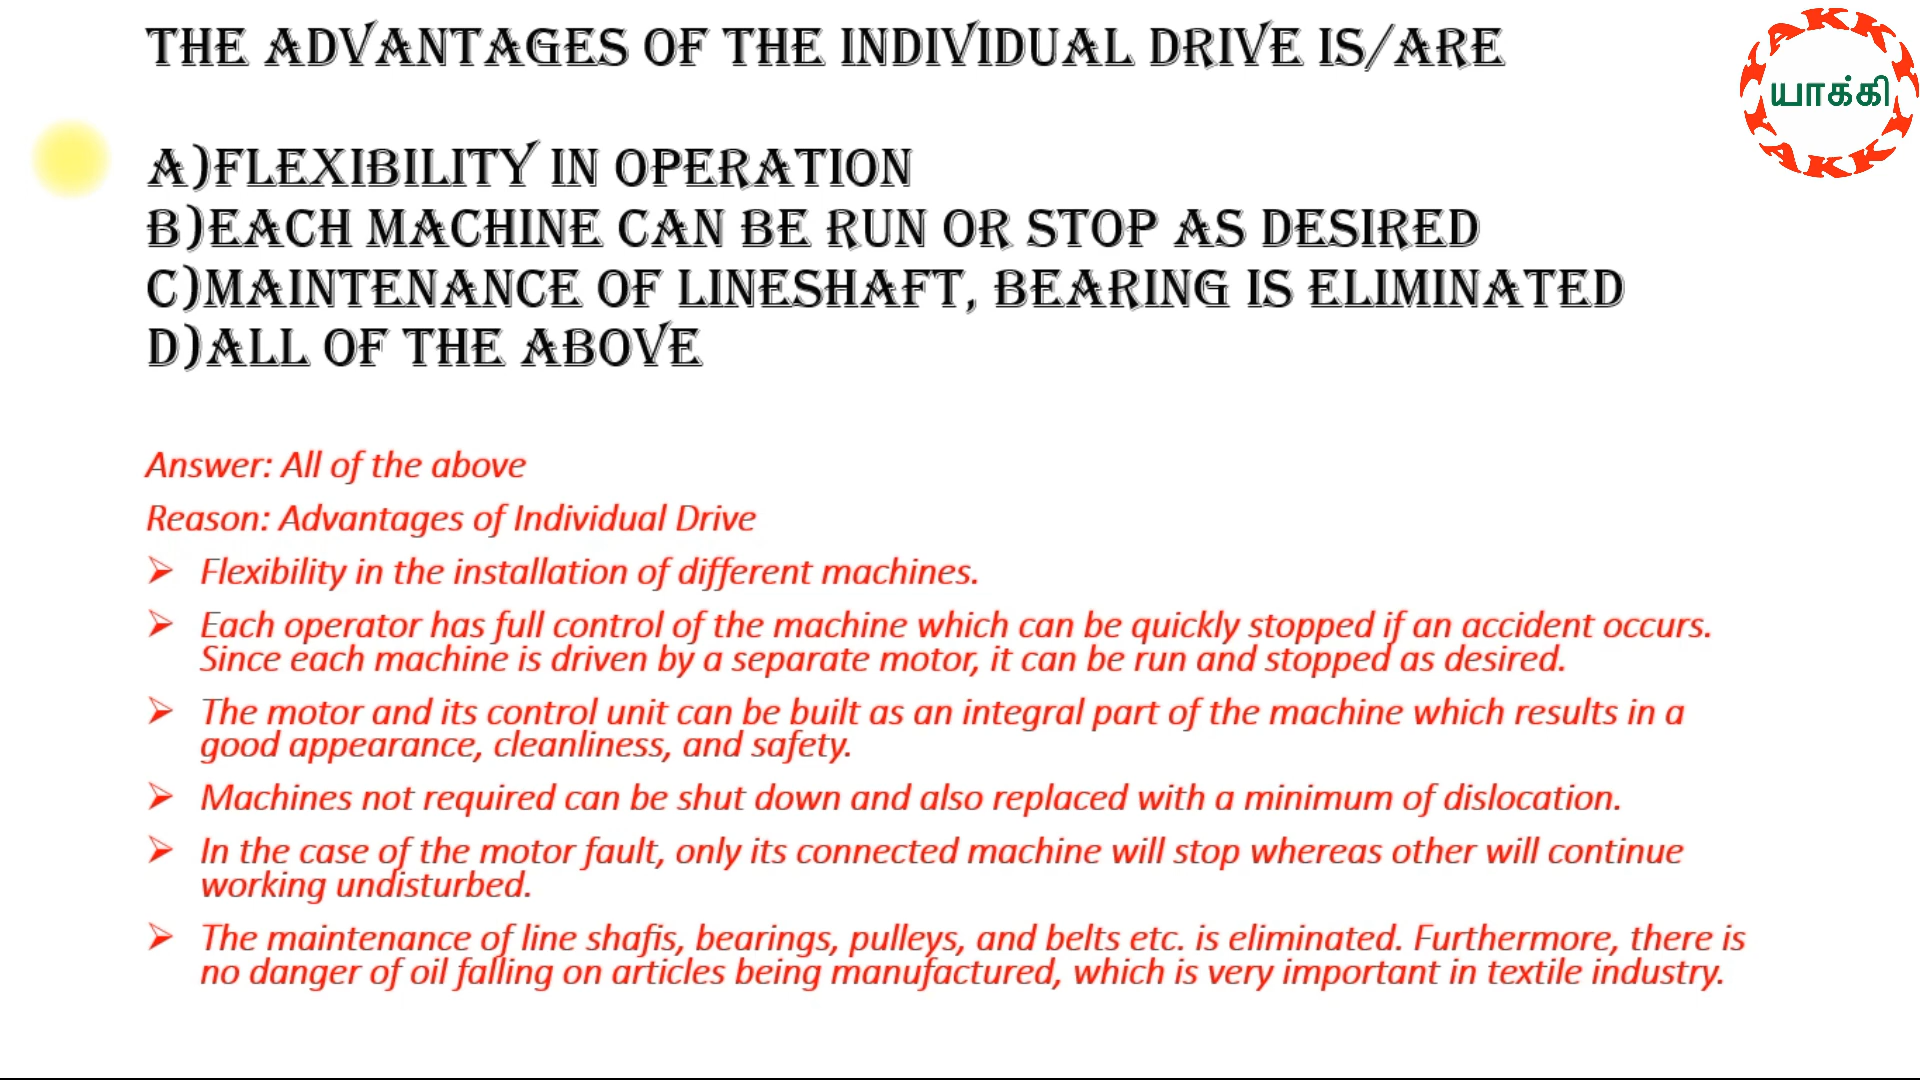 THE ADVANTAGES OF THE INDIVIDUAL DRIVE IS/ARE
AKKI
யாக்கி
AKKI
A)FLEXIBILITY IN OPERATION
B)EACH MACHINE CAN BE RUN OR STOP AS DESIRED
C)MAINTENANCE OF LINESHAFT, BEARING IS ELIMINATED
D)ALL OF THE ABOVE
Answer: All of the above
Reason: Advantages of Individual Drive
➢ Flexibility in the installation of different machines.
➢ Each operator has full control of the machine which can be quickly stopped if an accident occurs.
Since each machine is driven by a separate motor, it can be run and stopped as desired.
➢ The motor and its control unit can be built as an integral part of the machine which results in a
good appearance, cleanliness, and safety.
➢ Machines not required can be shut down and also replaced with a minimum of dislocation.
➢ In the case of the motor fault, only its connected machine will stop whereas other will continue
working undisturbed.
➢ The maintenance of line shafis, bearings, pulleys, and belts etc. is eliminated. Furthermore, there is
no danger of oil falling on articles being manufactured, which is very important in textile industry.